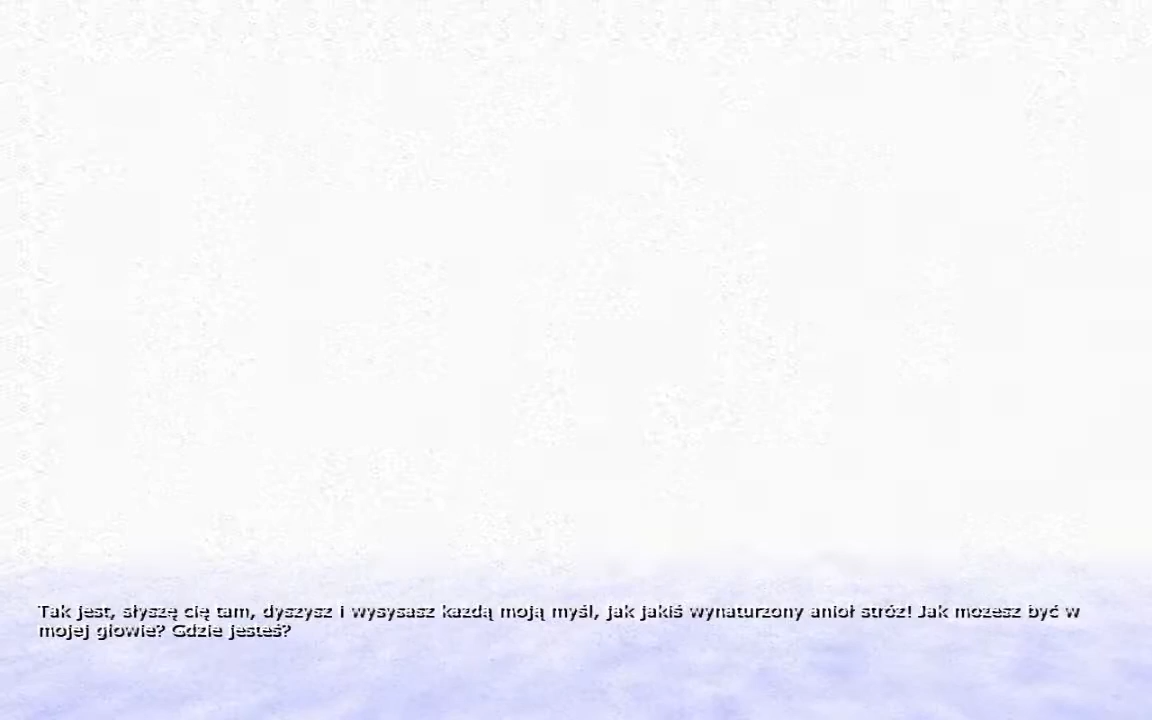 Tak jest, słyszę cię tam, dyszysz i wysysasz każdą moją myśl, jak jakiś wynaturzony anioł stróż! Jak możesz być w
mojej głowie? Gdzie jesteś?